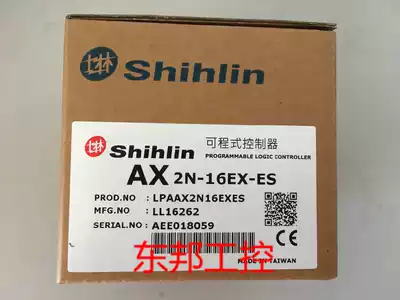 士林 Shihlin
士林 Shihlin
可程式控制器
PROGRAMMABLE LOGIC CONTROLLER
AX 2N-16EX-ES
PROD.NO : LPAAX2N16EXES
MFG.NO : LL16262
SERIAL.NO : AEE018059
CE
MADE IN TAIWAN
东邦工控